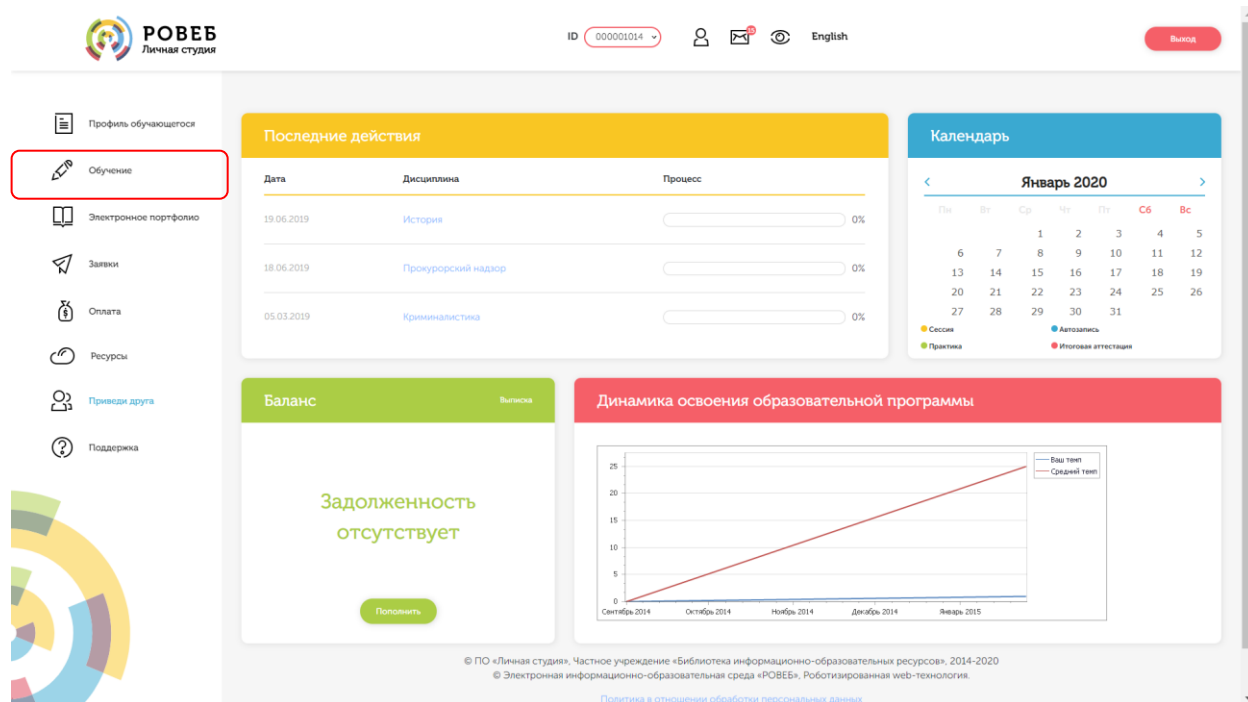 РОВЕБ
Личная студия
ID 000001014
15
English
Выход
Профиль обучающегося
Обучение
Электронное портфолио
Заявки
Оплата
Ресурсы
Приведи друга
Поддержка
Последние действия
Дата Дисциплина Процесс
19.06.2019 История 0%
18.06.2019 Прокурорский надзор 0%
05.03.2019 Криминалистика 0%
Календарь
< Январь 2020 >
Пн Вт Ср Чт Пт Сб Вс
1 2 3 4 5
6 7 8 9 10 11 12
13 14 15 16 17 18 19
20 21 22 23 24 25 26
27 28 29 30 31
Сессия Автозапись
Практика Итоговая аттестация
Баланс Выписка
Задолженность
отсутствует
Пополнить
Динамика освоения образовательной программы
25
20
15
10
5
0
Сентябрь 2014 Октябрь 2014 Ноябрь 2014 Декабрь 2014 Январь 2015
Ваш темп
Средний темп
© ПО «Личная студия», Частное учреждение «Библиотека информационно-образовательных ресурсов», 2014-2020
© Электронная информационно-образовательная среда «РОВЕБ», Роботизированная web-технология.
Политика в отношении обработки персональных данных